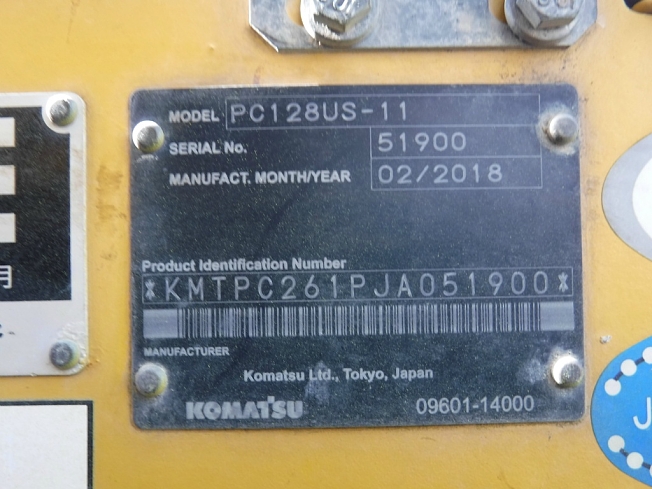 MODEL PC128US-11
SERIAL No. 51900
MANUFACT. MONTH/YEAR 02/2018
Product Identification Number
*KMTPC261PJA051900*
MANUFACTURER
Komatsu Ltd., Tokyo, Japan
KOMATSU 09601-14000
月
J